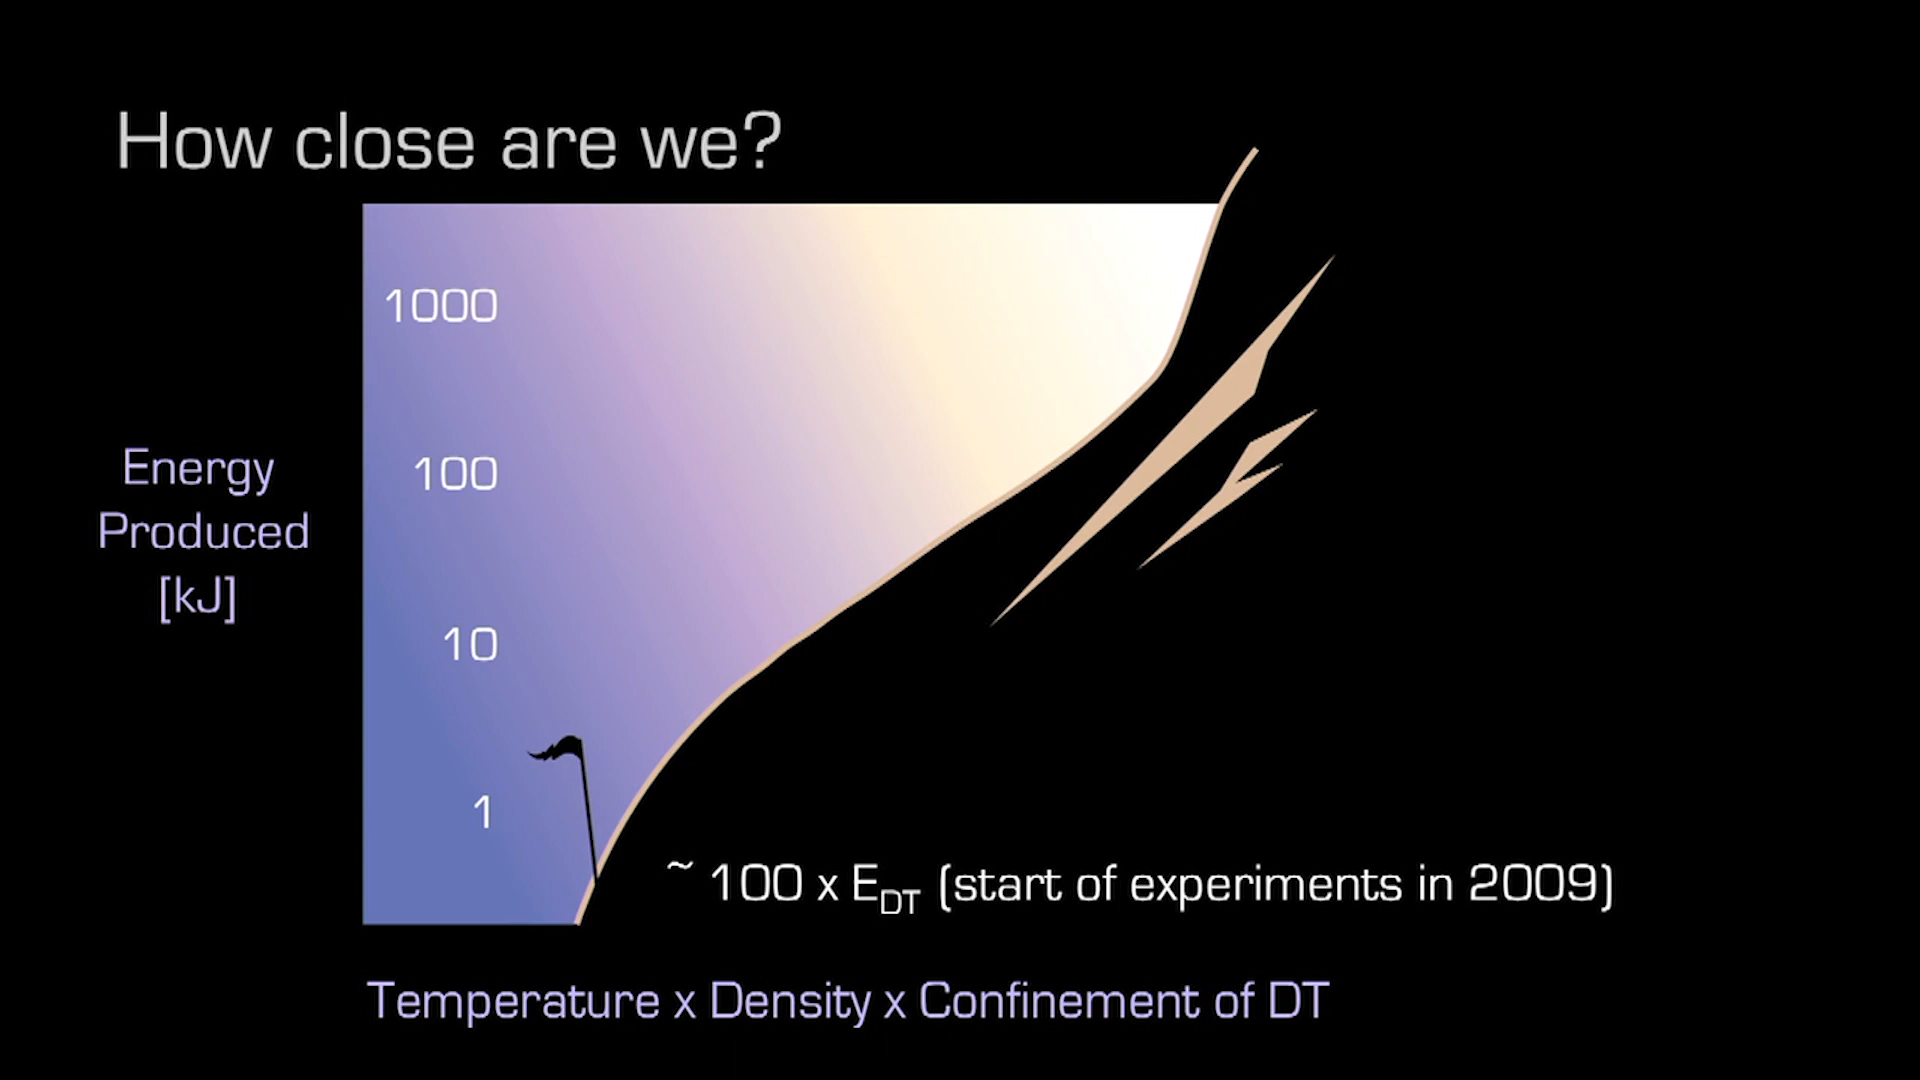 How close are we?
1000
100
10
1
Energy
Produced
[kJ]
~ 100 x EDT (start of experiments in 2009)
Temperature x Density x Confinement of DT